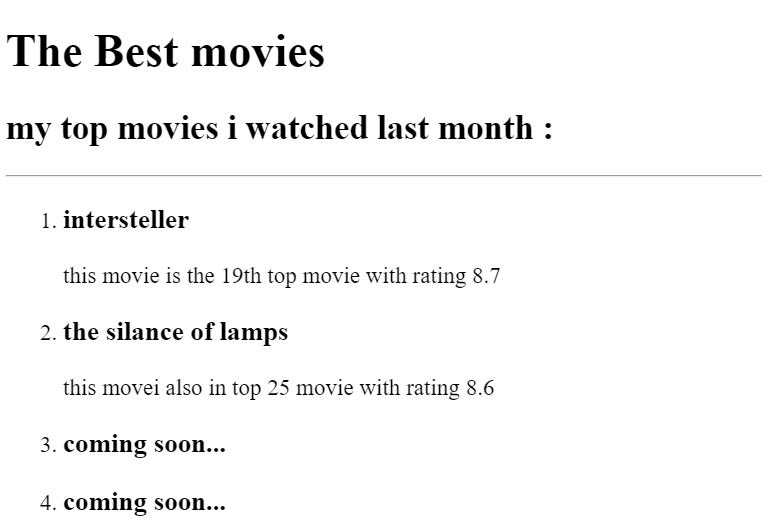 The Best movies
my top movies i watched last month :
1. intersteller
this movie is the 19th top movie with rating 8.7
2. the silance of lamps
this movei also in top 25 movie with rating 8.6
3. coming soon...
4. coming soon...